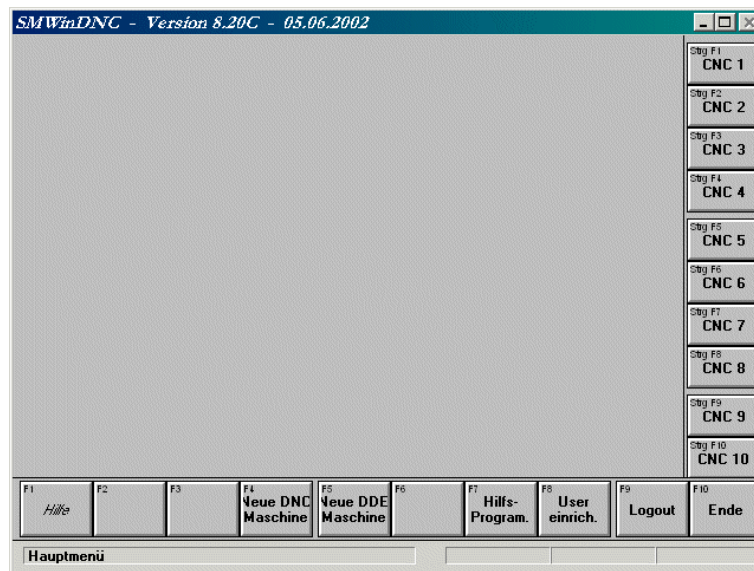 SMWinDNC - Version 8.20C - 05.06.2002
Strg F1
CNC 1
Strg F2
CNC 2
Strg F3
CNC 3
Strg F4
CNC 4
Strg F5
CNC 5
Strg F6
CNC 6
Strg F7
CNC 7
Strg F8
CNC 8
Strg F9
CNC 9
Strg F10
CNC 10
F1
Hilfe
F2
F3
F4
Neue DNC
Maschine
F5
Neue DDE
Maschine
F6
F7
Hilfs-
Program.
F8
User
einrich.
F9
Logout
F10
Ende
Hauptmenü